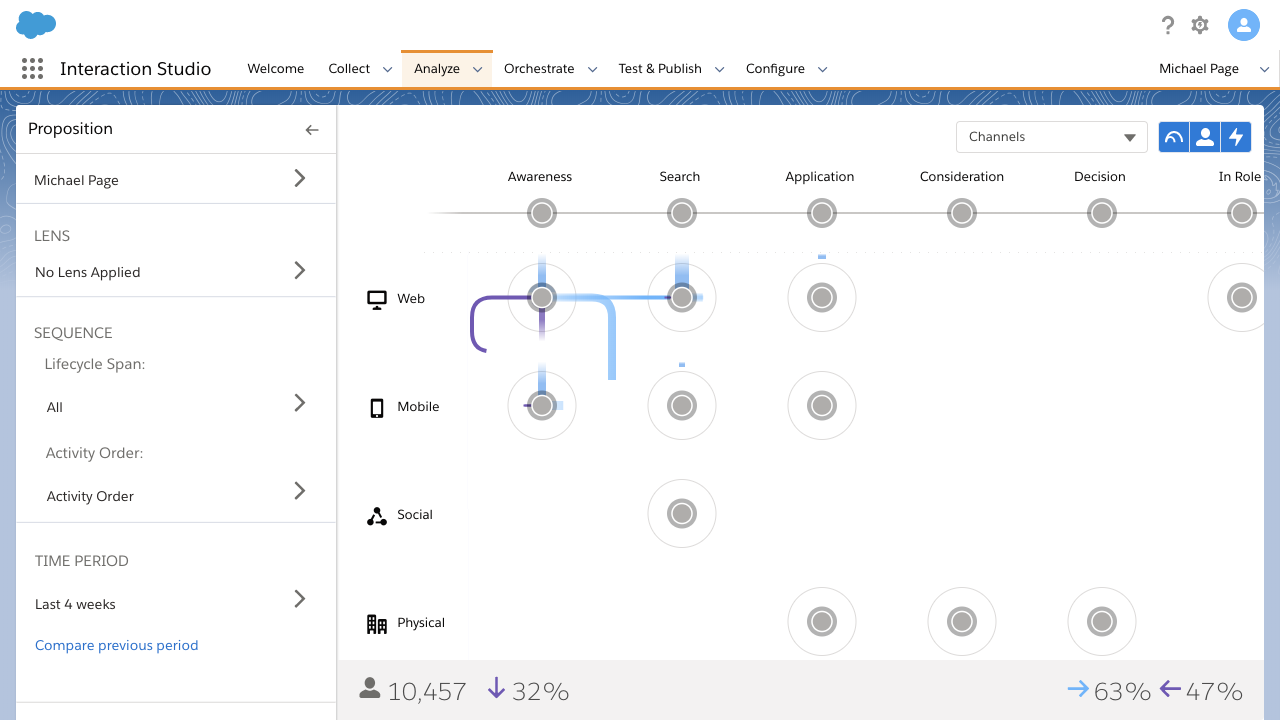 Interaction Studio
Welcome
Collect
Analyze
Orchestrate
Test & Publish
Configure
Michael Page
Proposition
Michael Page
LENS
No Lens Applied
SEQUENCE
Lifecycle Span:
All
Activity Order:
Activity Order
TIME PERIOD
Last 4 weeks
Compare previous period
Channels
Awareness
Search
Application
Consideration
Decision
In Role
Web
Mobile
Social
Physical
10,457
32%
63%
47%